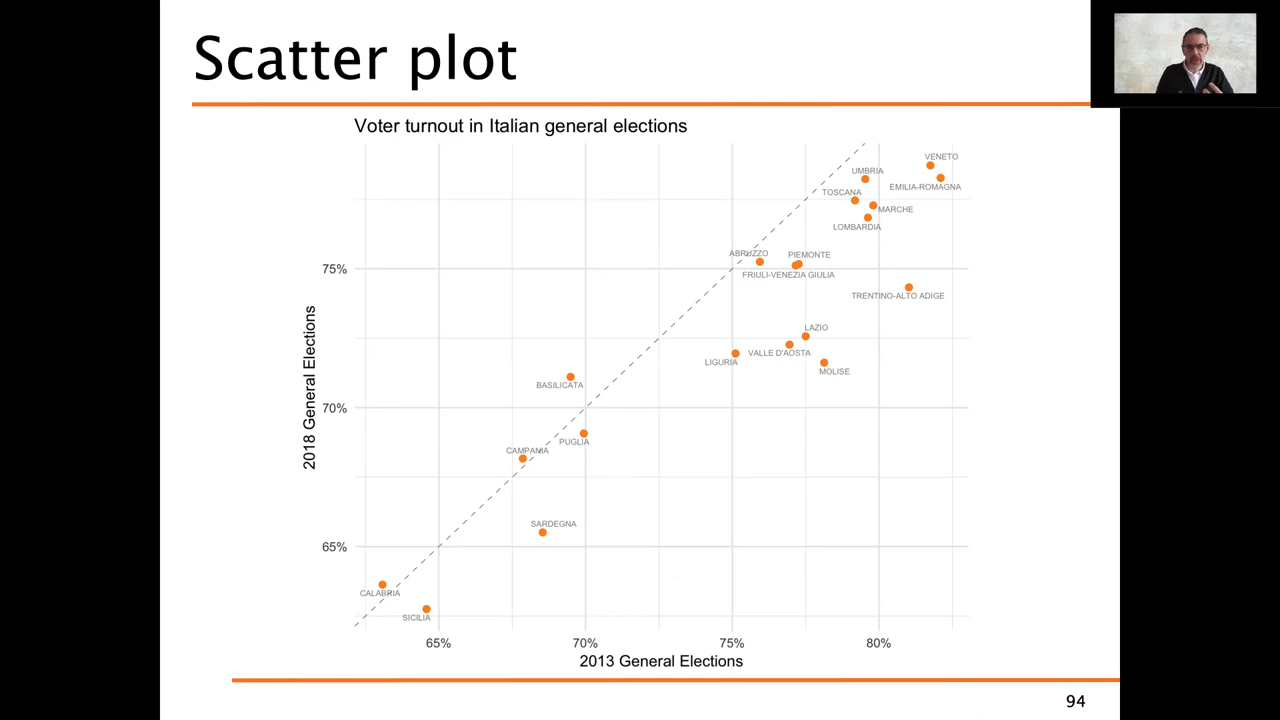 Scatter plot
Voter turnout in Italian general elections
VENETO
UMBRIA
EMILIA-ROMAGNA
TOSCANA
MARCHE
LOMBARDIA
ABRUZZO
PIEMONTE
75%
FRIULI-VENEZIA GIULIA
TRENTINO-ALTO ADIGE
LAZIO
VALLE D'AOSTA
LIGURIA
MOLISE
BASILICATA
2018 General Elections
70%
PUGLIA
CAMPANIA
SARDEGNA
65%
CALABRIA
SICILIA
65%
70%
75%
80%
2013 General Elections
94